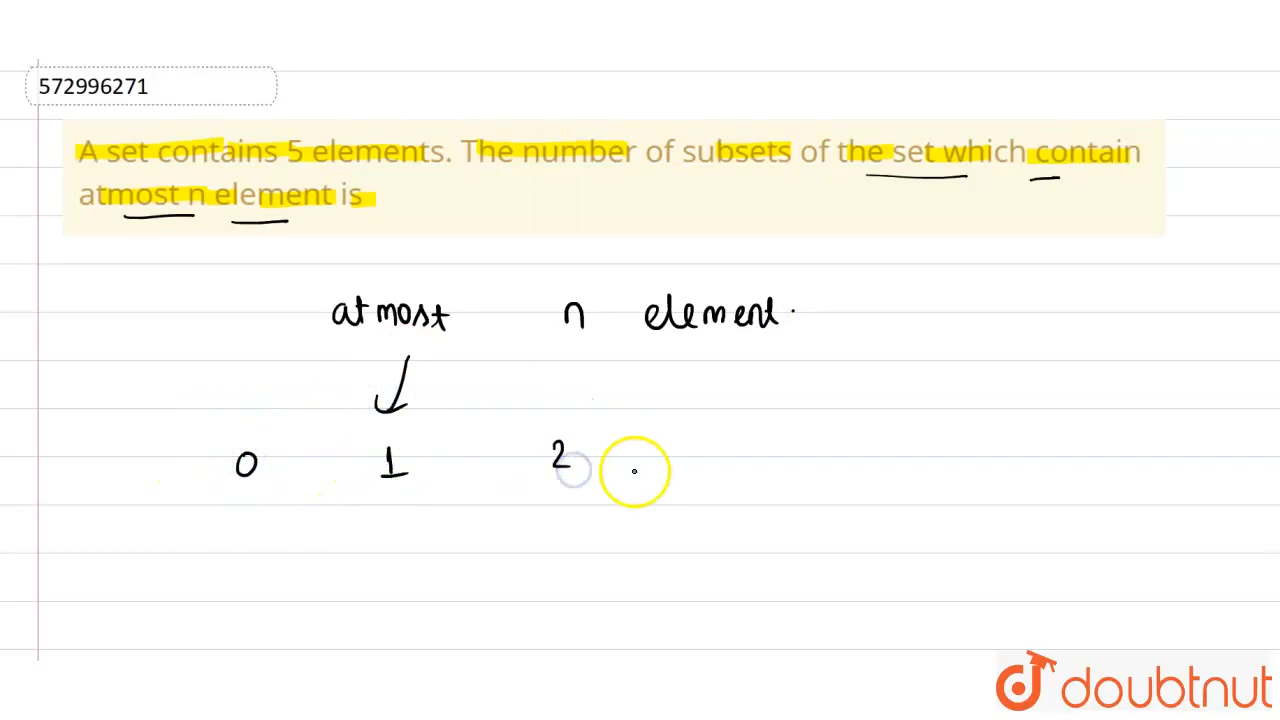 572996271
A set contains 5 elements. The number of subsets of the set which contain
atmost n element is
atmost n element.
0 1 2
doubtnut